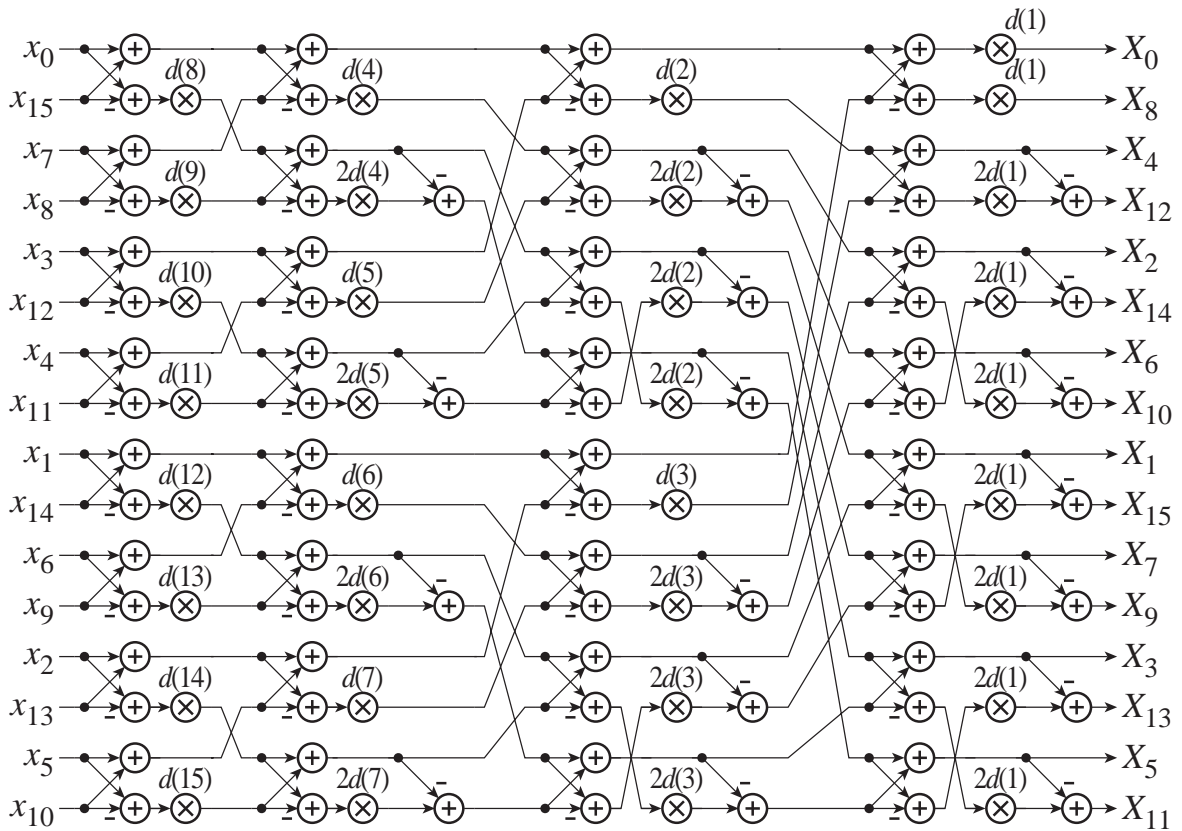 x0 d(1) X0
x15 d(8) d(4) d(2) d(1) X8
x7 X4
x8 d(9) 2d(4) - 2d(2) - 2d(1) - X12
x3 X2
x12 d(10) d(5) 2d(2) - 2d(1) - X14
x4 X6
x11 d(11) 2d(5) - 2d(2) - 2d(1) - X10
x1 X1
x14 d(12) d(6) d(3) 2d(1) - X15
x6 X7
x9 d(13) 2d(6) - 2d(3) - 2d(1) X9
x2 X3
x13 d(14) d(7) 2d(3) - 2d(1) - X13
x5 X5
x10 d(15) 2d(7) - 2d(3) - 2d(1) - X11